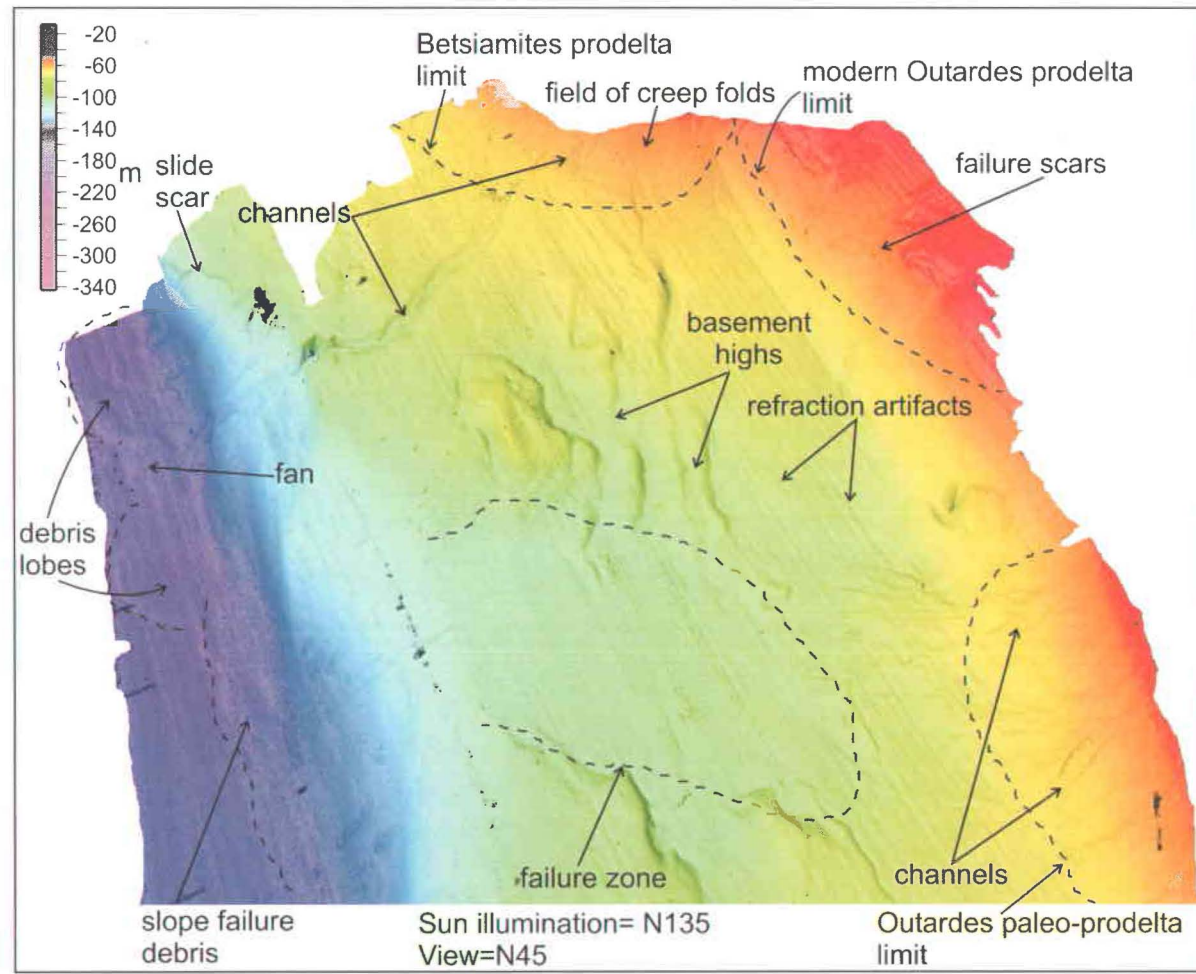 -20
-60
-100
-140
-180
-220
-260
-300
-340
m
Betsiamites prodelta
limit
field of creep folds
modern Outardes prodelta
limit
failure scars
slide
scar
channels
basement
highs
refraction artifacts
fan
debris
lobes
failure zone
channels
slope failure
debris
Sun illumination= N135
View=N45
Outardes paleo-prodelta
limit